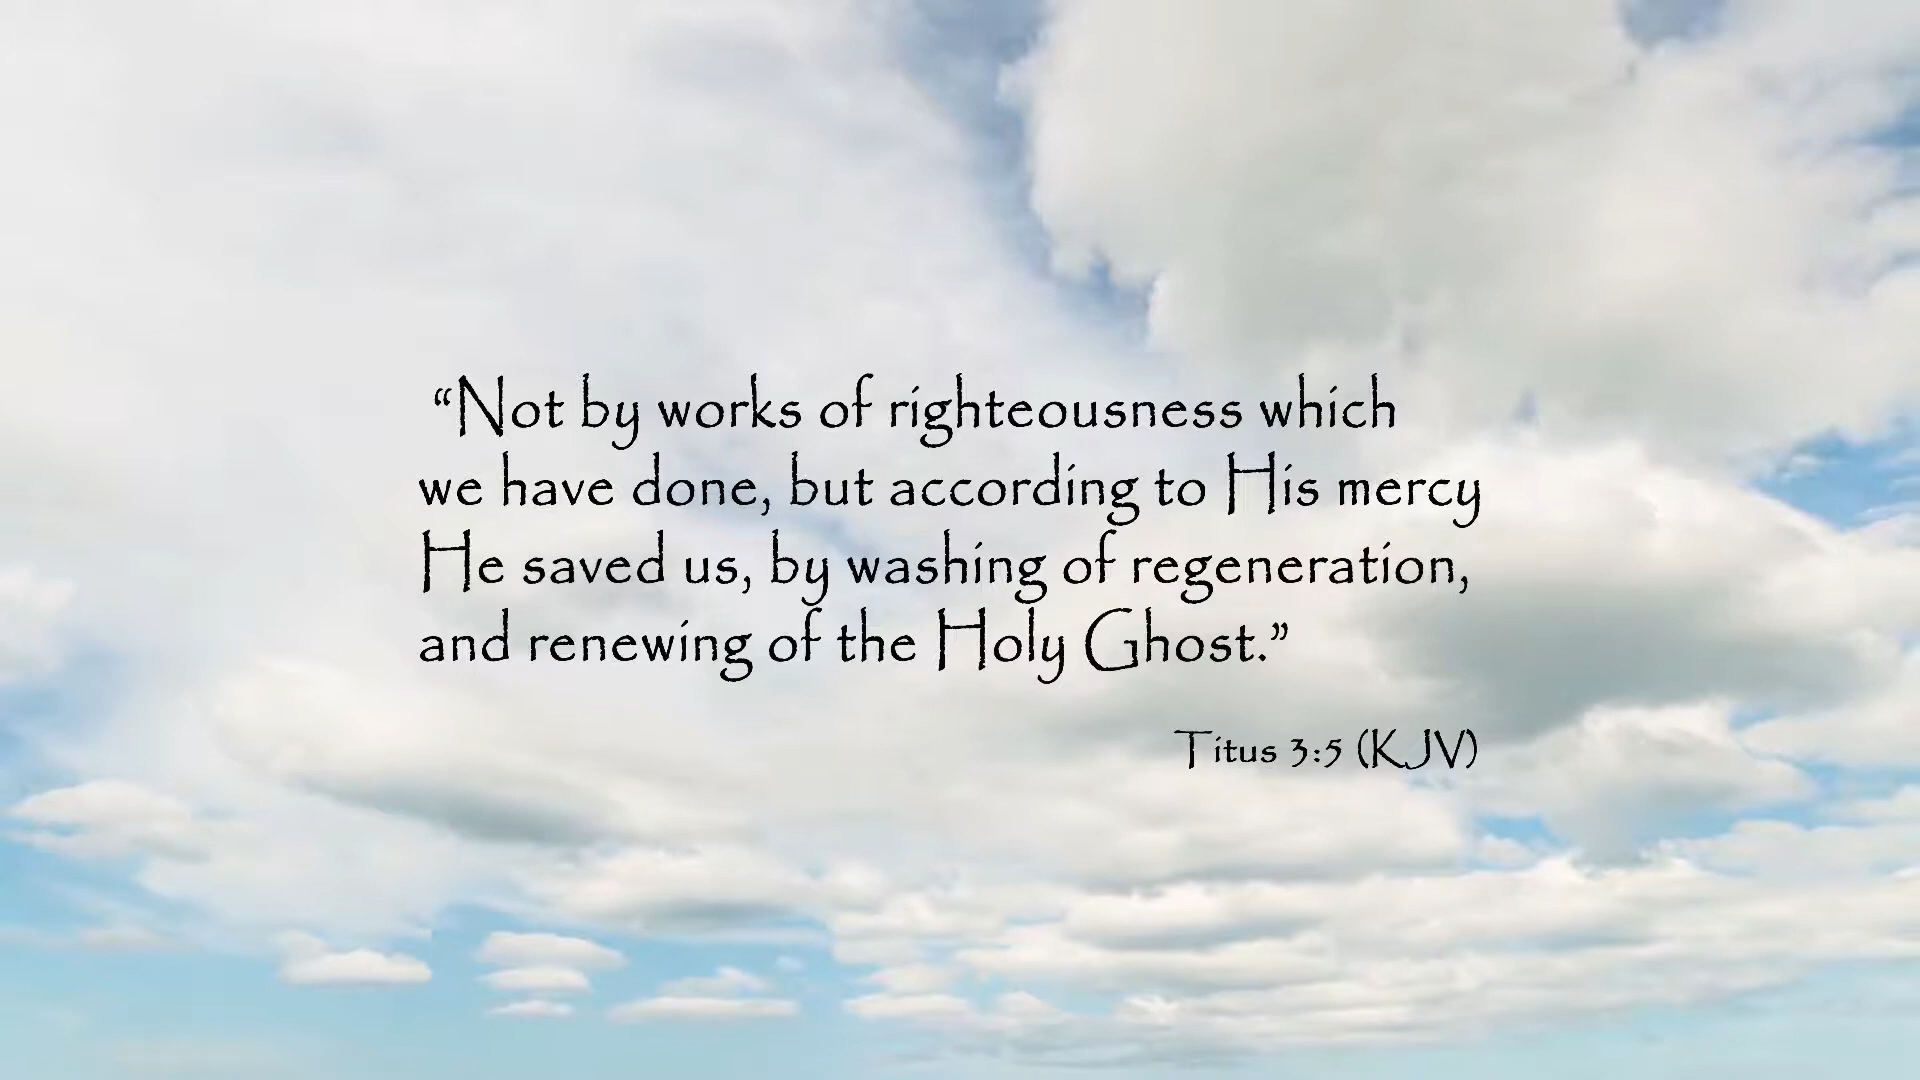 “Not by works of righteousness which
we have done, but according to His mercy
He saved us, by washing of regeneration,
and renewing of the Holy Ghost.”
Titus 3:5 (KJV)